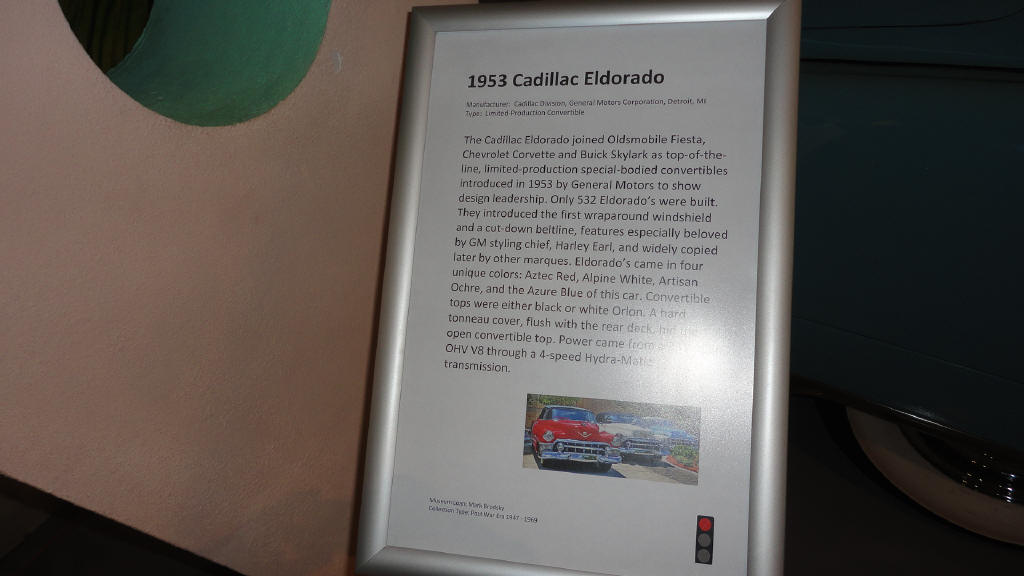 1953 Cadillac Eldorado
Manufacturer: Cadillac Division, General Motors Corporation, Detroit, MI
Type: Limited-Production Convertible
The Cadillac Eldorado joined Oldsmobile Fiesta,
Chevrolet Corvette and Buick Skylark as top-of-the-
line, limited-production special-bodied convertibles
introduced in 1953 by General Motors to show
design leadership. Only 532 Eldorado's were built.
They introduced the first wraparound windshield
and a cut-down beltline, features especially beloved
by GM styling chief, Harley Earl, and widely copied
later by other marques. Eldorado's came in four
unique colors: Aztec Red, Alpine White, Artisan
Ochre, and the Azure Blue of this car. Convertible
tops were either black or white Orlon. A hard
tonneau cover, flush with the rear deck, hid the
open convertible top. Power came from
OHV V8 through a 4-speed Hydra-Matic
transmission.
Museum Loan: Mark Brodsky
Collection Type: Post War Era 1947 - 1969